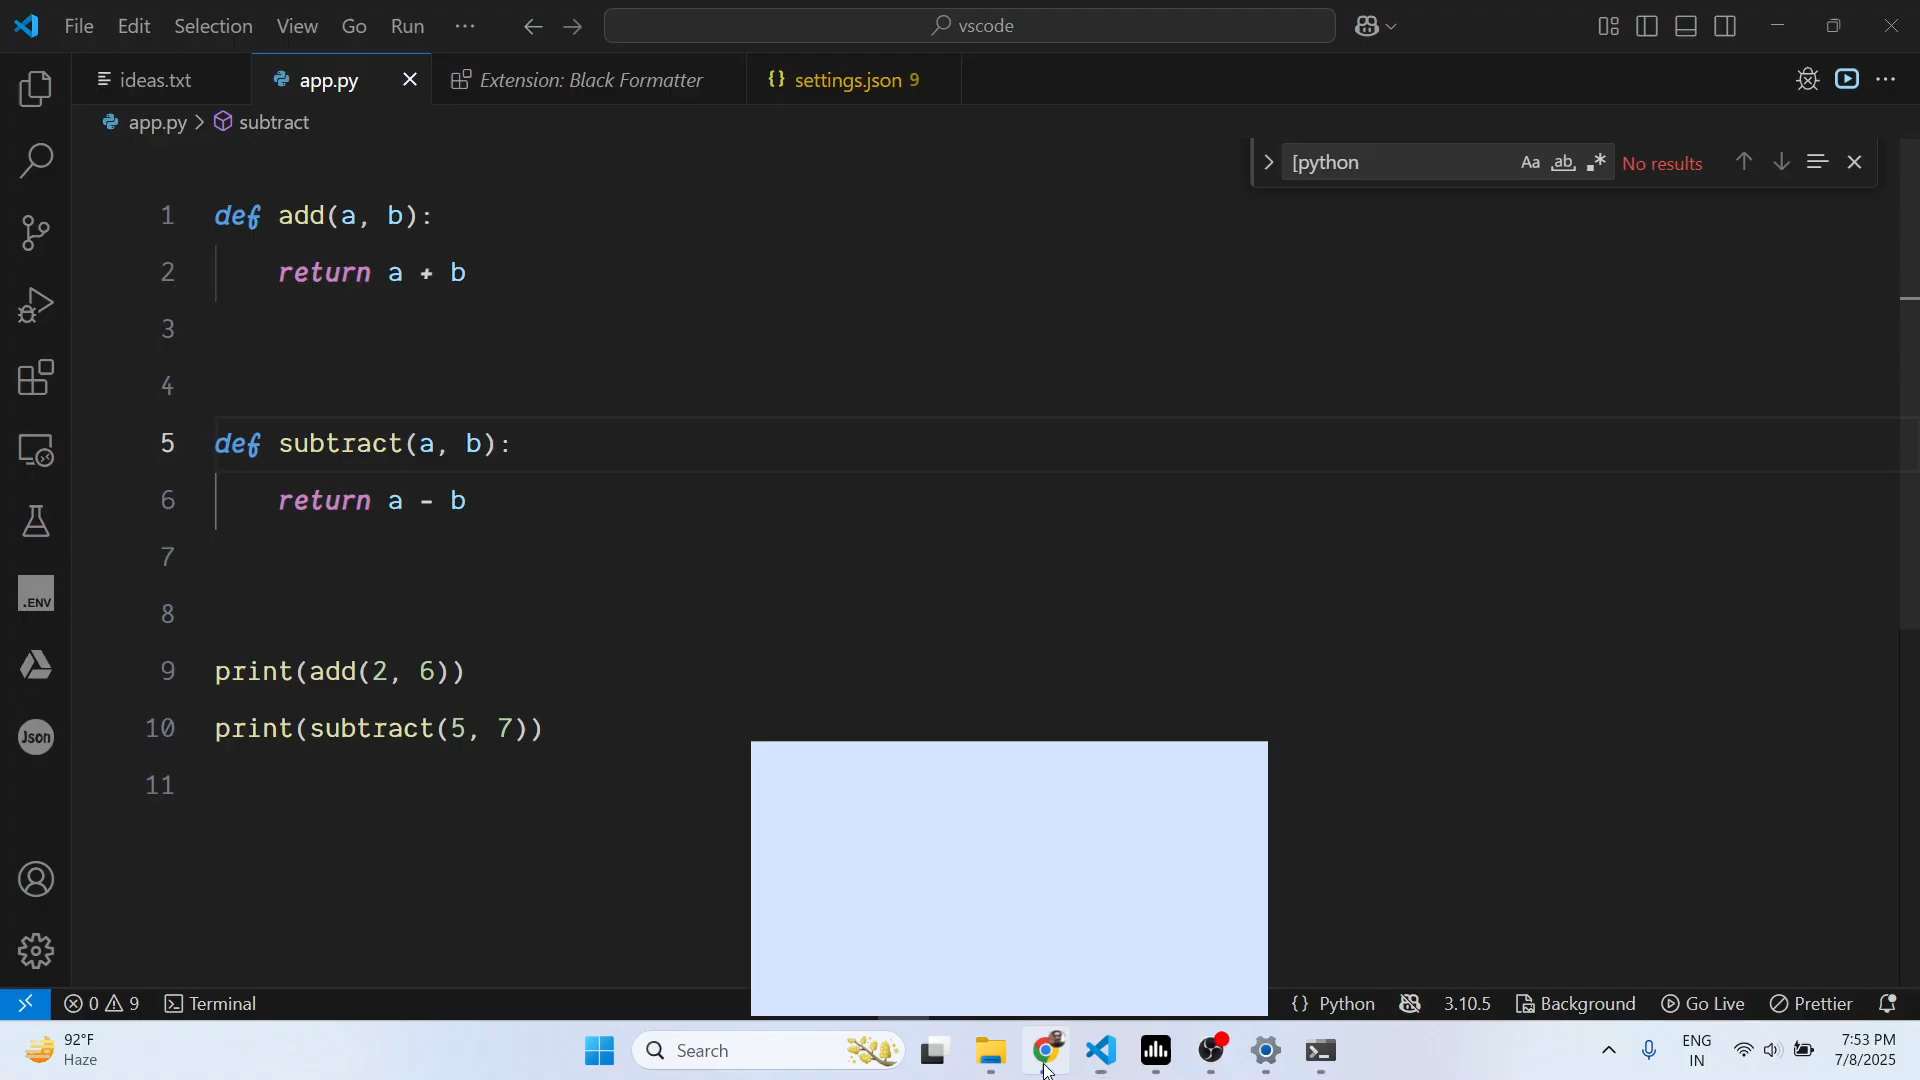 File Edit Selection View Go Run ··· vscode
ideas.txt app.py Extension: Black Formatter {} settings.json 9
app.py > subtract
[python Aa ab No results
1 def add(a, b):
2 return a + b
3
4
5 def subtract(a, b):
6 return a - b
7
8
9 print(add(2, 6))
10 print(subtract(5, 7))
11
.ENV
Json
0 9 Terminal {} Python 3.10.5 Background Go Live Prettier
92°F
Haze
Search
ENG
IN
7:53 PM
7/8/2025